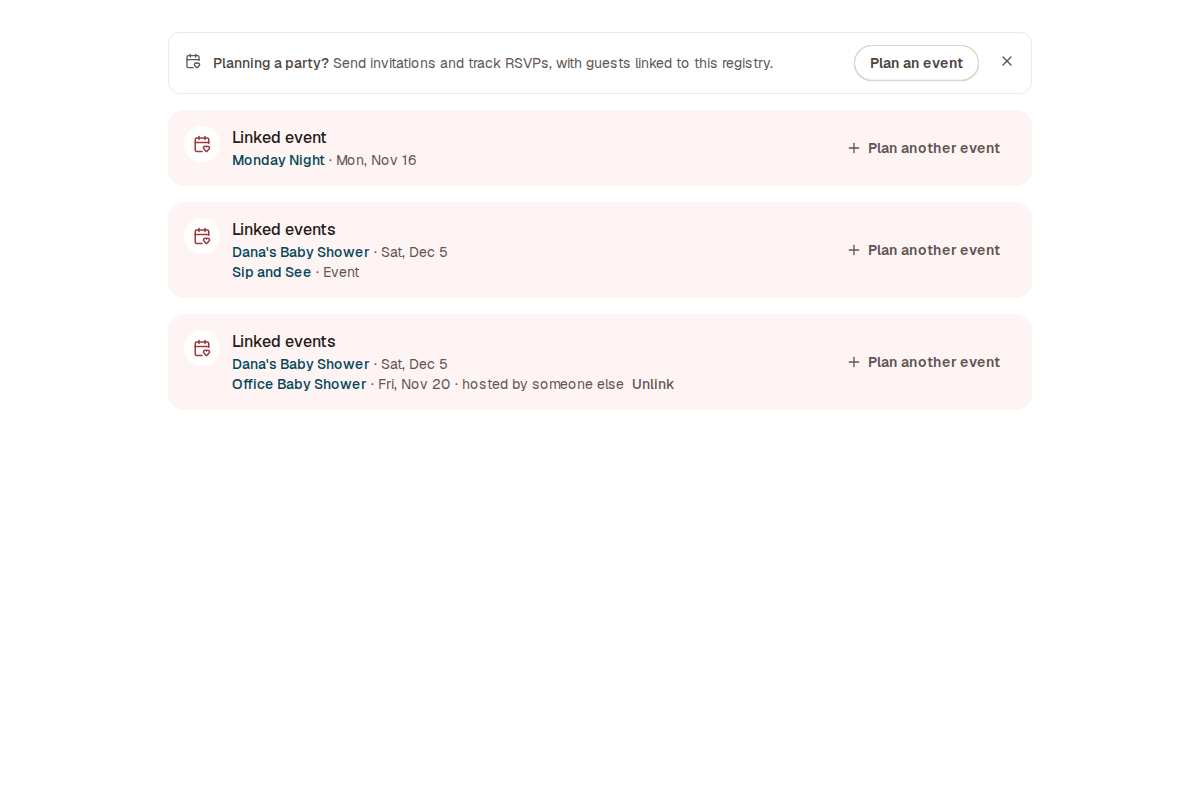 Planning a party? Send invitations and track RSVPs, with guests linked to this registry.
Plan an event
Linked event
Monday Night · Mon, Nov 16
Plan another event
Linked events
Dana's Baby Shower · Sat, Dec 5
Sip and See · Event
Plan another event
Linked events
Dana's Baby Shower · Sat, Dec 5
Office Baby Shower · Fri, Nov 20 · hosted by someone else Unlink
Plan another event